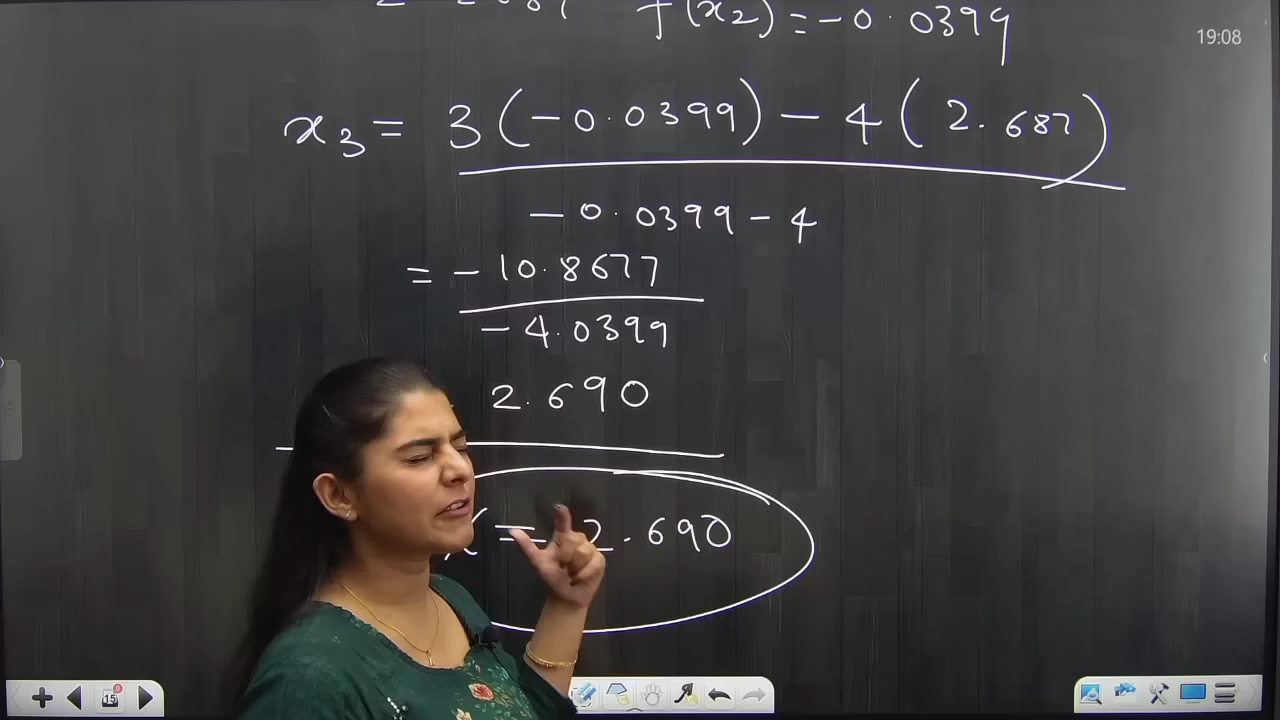 f(x₂) = -0.0399
19:08
x₃ = 3(-0.0399) - 4(2.687)
-0.0399 - 4
= -10.8677
-4.0399
2.690
x = 2.690
15